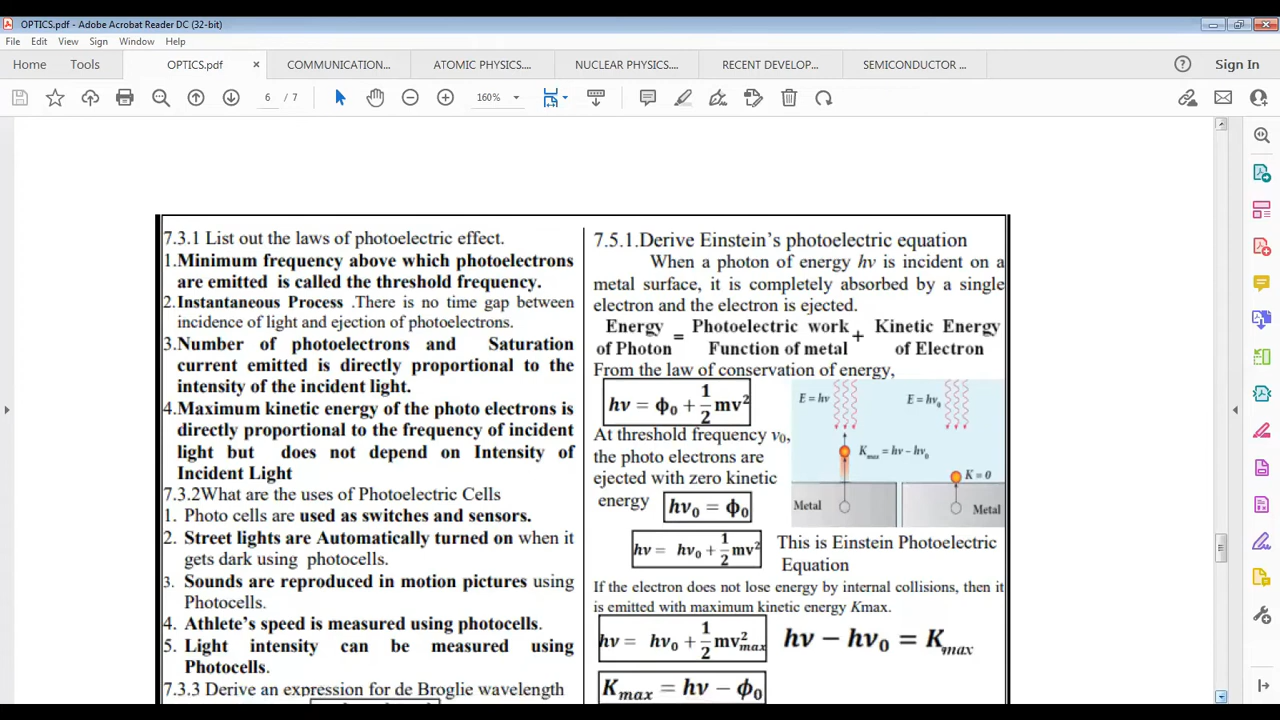 OPTICS.pdf - Adobe Acrobat Reader DC (32-bit)
File Edit View Sign Window Help
Home Tools OPTICS.pdf × COMMUNICATION... ATOMIC PHYSICS.... NUCLEAR PHYSICS.... RECENT DEVELOP... SEMICONDUCTOR ... Sign In
6 / 7 160%
7.3.1 List out the laws of photoelectric effect.
1.Minimum frequency above which photoelectrons
are emitted is called the threshold frequency.
2.Instantaneous Process .There is no time gap between
incidence of light and ejection of photoelectrons.
3.Number of photoelectrons and Saturation
current emitted is directly proportional to the
intensity of the incident light.
4.Maximum kinetic energy of the photo electrons is
directly proportional to the frequency of incident
light but does not depend on Intensity of
Incident Light
7.3.2What are the uses of Photoelectric Cells
1. Photo cells are used as switches and sensors.
2. Street lights are Automatically turned on when it
gets dark using photocells.
3. Sounds are reproduced in motion pictures using
Photocells.
4. Athlete's speed is measured using photocells.
5. Light intensity can be measured using
Photocells.
7.3.3 Derive an expression for de Broglie wavelength
7.5.1.Derive Einstein's photoelectric equation
When a photon of energy hν is incident on a
metal surface, it is completely absorbed by a single
electron and the electron is ejected.
Energy = Photoelectric work + Kinetic Energy
of Photon Function of metal of Electron
From the law of conservation of energy,
hν = ϕ₀ + 1/2 mv²
At threshold frequency ν₀,
the photo electrons are
ejected with zero kinetic
energy hν₀ = ϕ₀
E = hν E = hν₀
K_max = hν – hν₀
K = 0
Metal Metal
hν = hν₀ + 1/2 mv² This is Einstein Photoelectric
Equation
If the electron does not lose energy by internal collisions, then it
is emitted with maximum kinetic energy Kmax.
hν = hν₀ + 1/2 mv²_max hν − hν₀ = K_max
K_max = hν − ϕ₀